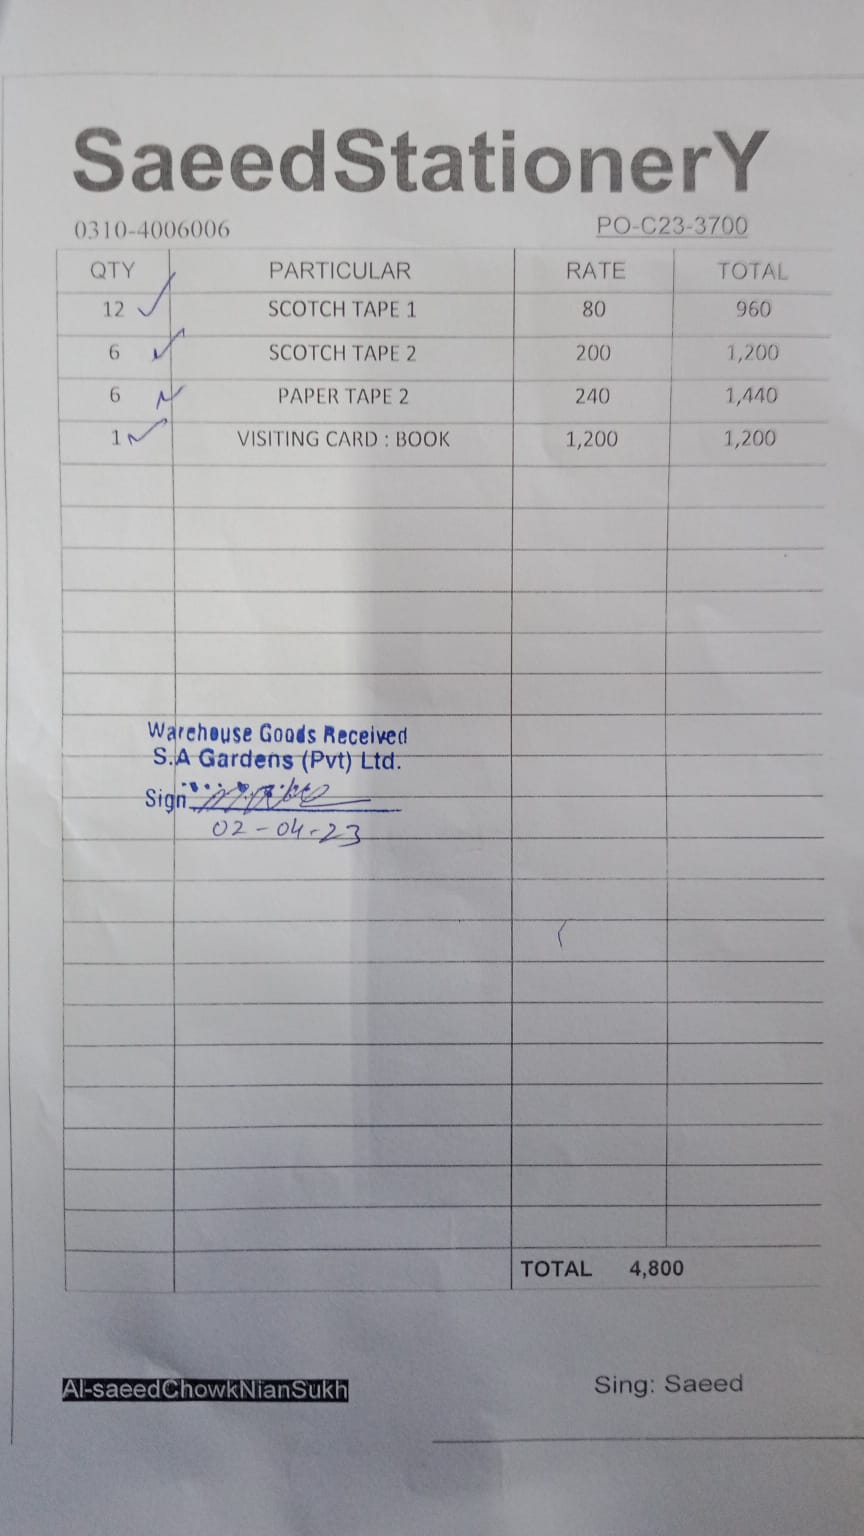 SaeedStationerY
0310-4006006 PO-C23-3700
QTY PARTICULAR RATE TOTAL
12 SCOTCH TAPE 1 80 960
6 SCOTCH TAPE 2 200 1,200
6 PAPER TAPE 2 240 1,440
1 VISITING CARD : BOOK 1,200 1,200
Warehouse Goods Received
S.A Gardens (Pvt) Ltd.
Sign
02-04-23
TOTAL 4,800
Al-saeedChowkNianSukh Sing: Saeed